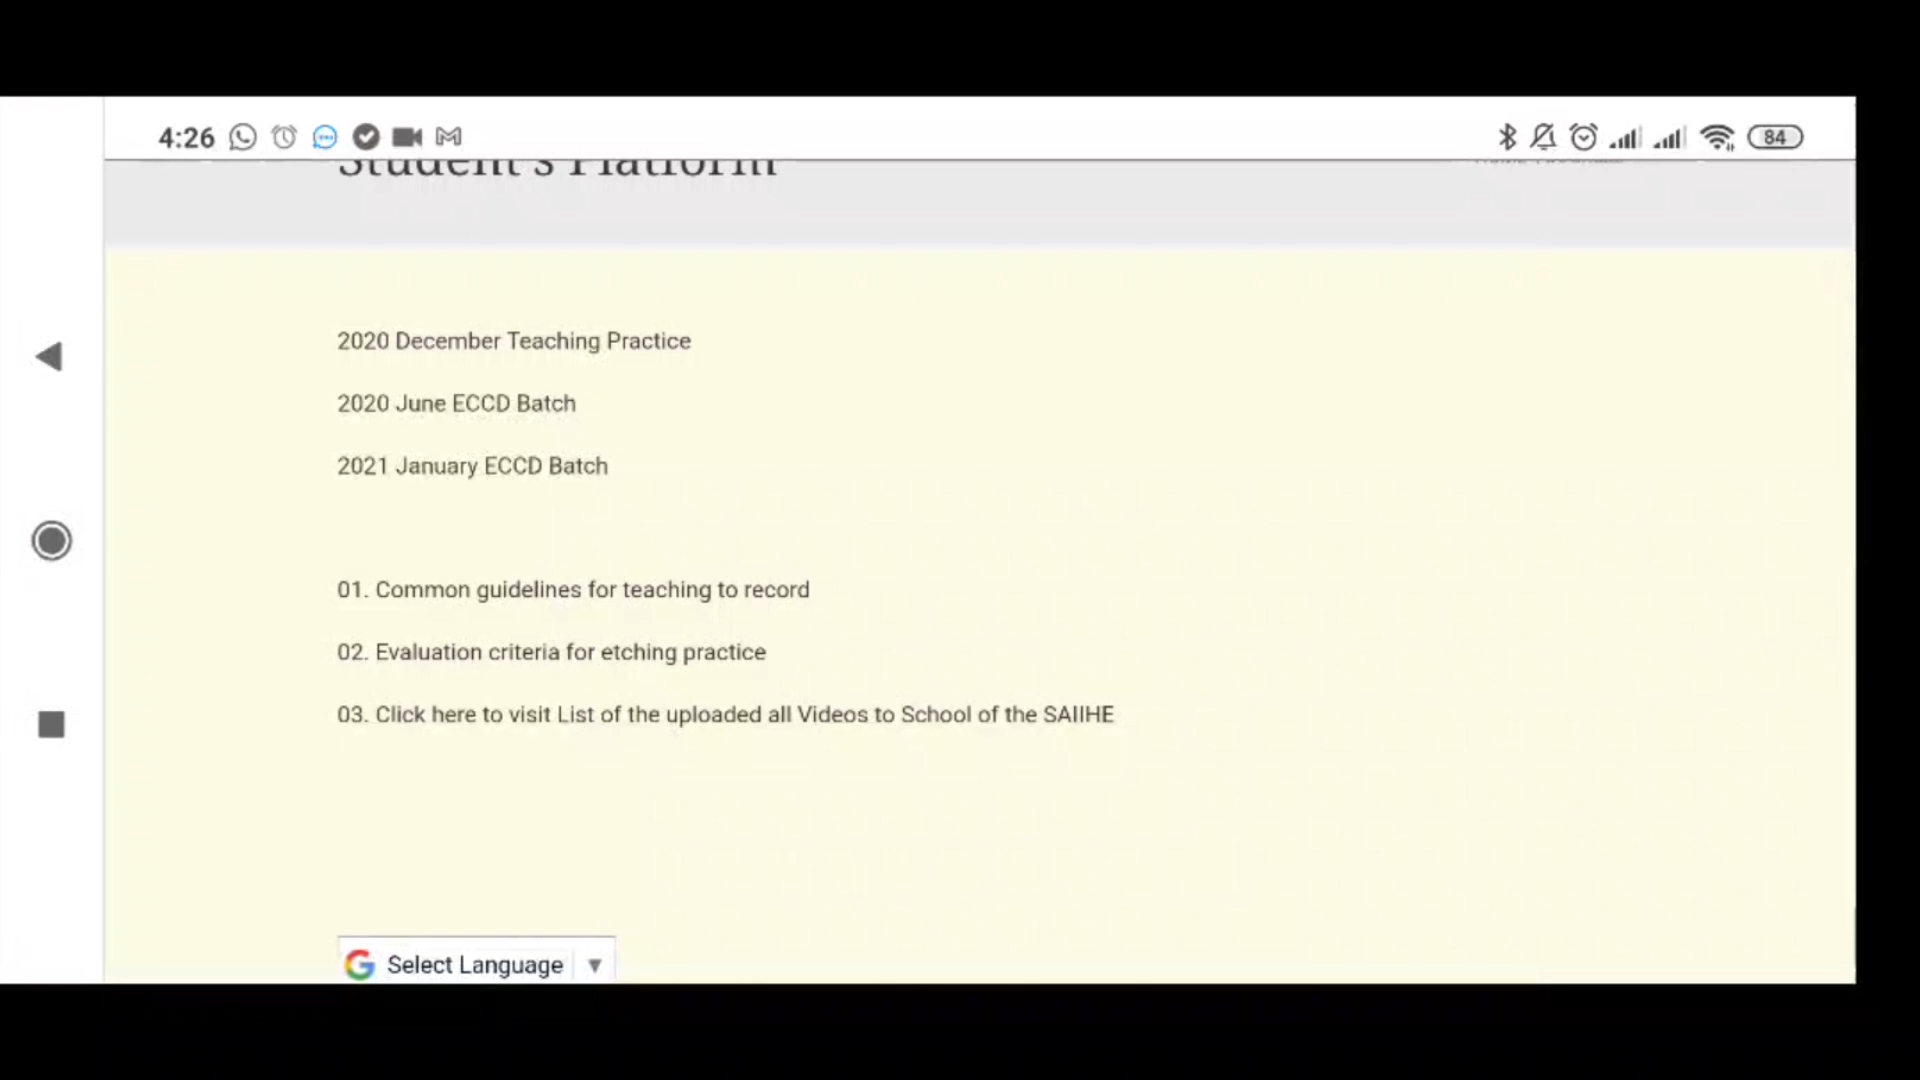 4:26
84
Student's Platform
2020 December Teaching Practice
2020 June ECCD Batch
2021 January ECCD Batch
01. Common guidelines for teaching to record
02. Evaluation criteria for etching practice
03. Click here to visit List of the uploaded all Videos to School of the SAIIHE
Select Language